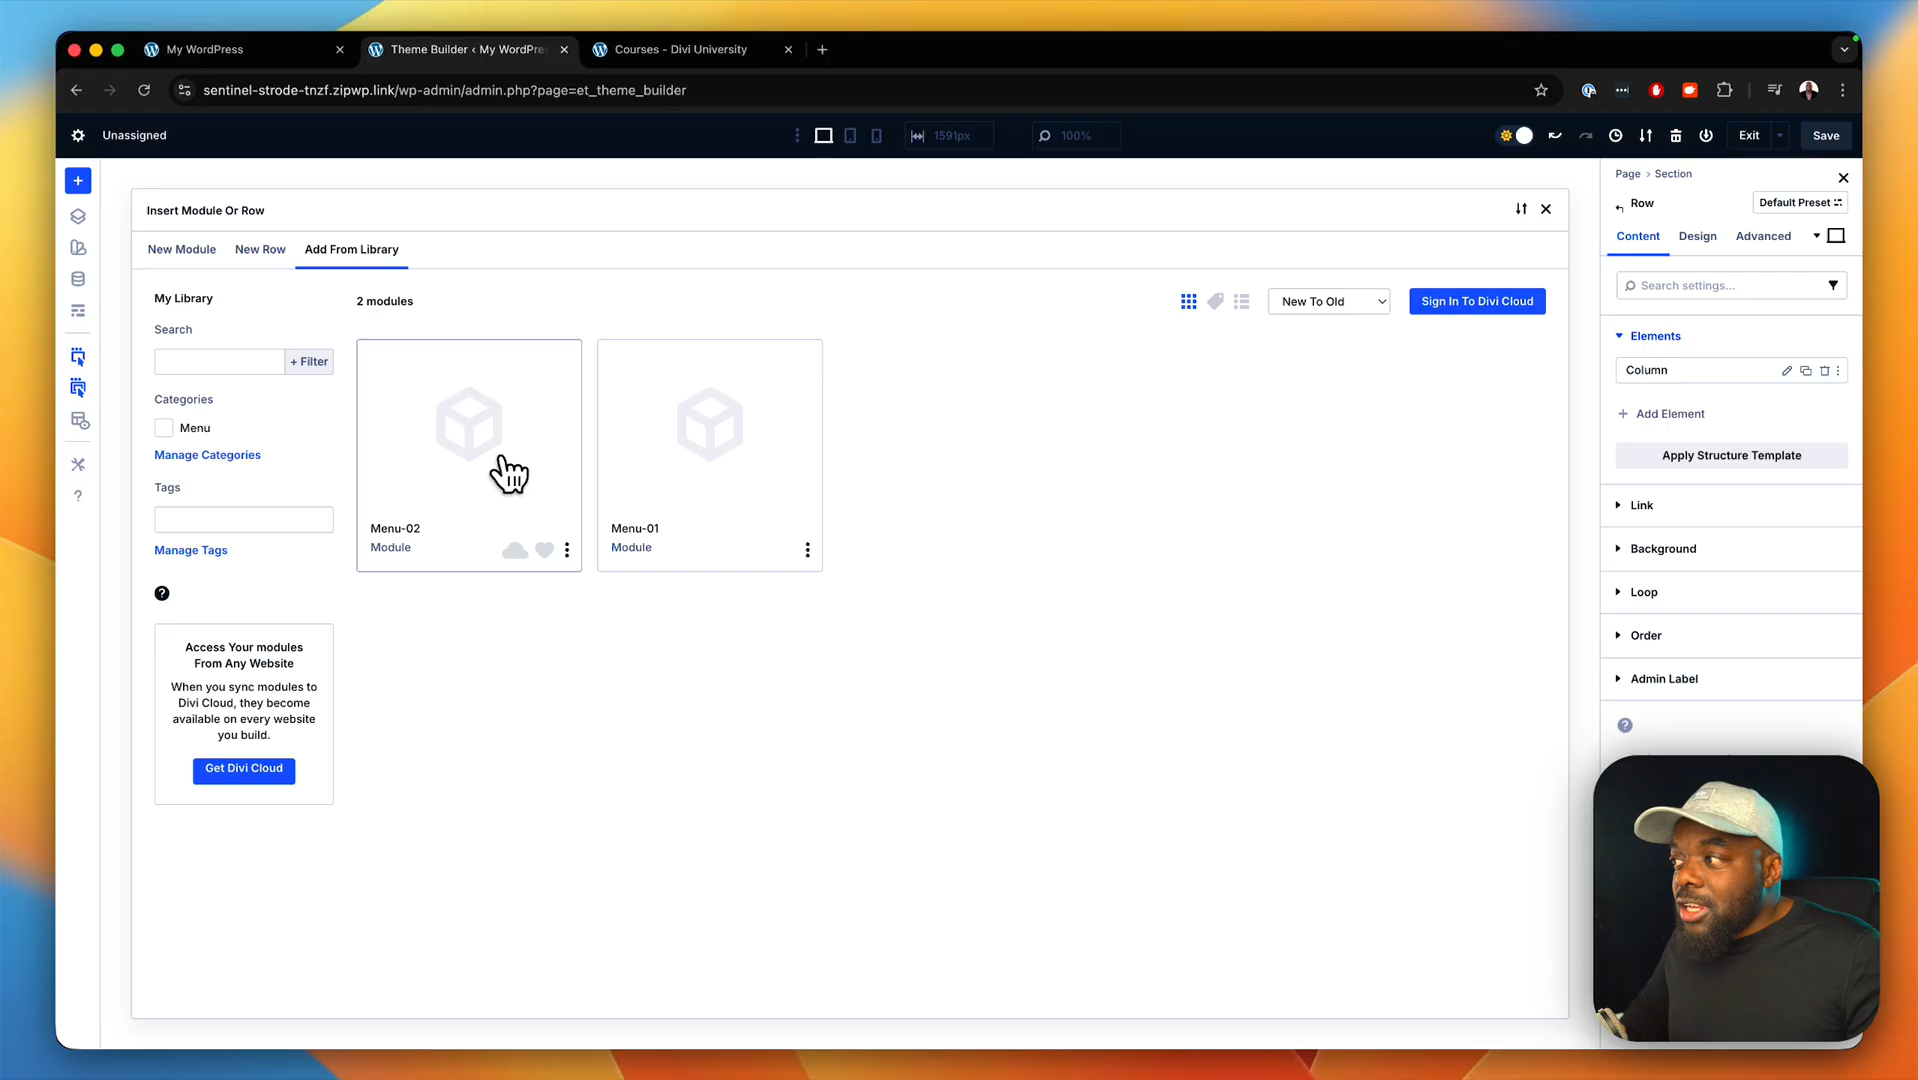 My WordPress
Theme Builder ‹ My WordPre
Courses - Divi University
sentinel-strode-tnzf.zipwp.link/wp-admin/admin.php?page=et_theme_builder
Unassigned
1591px
100%
Exit
Save
Insert Module Or Row
New Module
New Row
Add From Library
My Library
Search
+ Filter
Categories
Menu
Manage Categories
Tags
Manage Tags
?
Access Your modules
From Any Website
When you sync modules to
Divi Cloud, they become
available on every website
you build.
Get Divi Cloud
2 modules
New To Old
Sign In To Divi Cloud
Menu-02
Module
Menu-01
Module
Page › Section
Row
Default Preset
Content
Design
Advanced
Search settings...
Elements
Column
+ Add Element
Apply Structure Template
Link
Background
Loop
Order
Admin Label
?
?